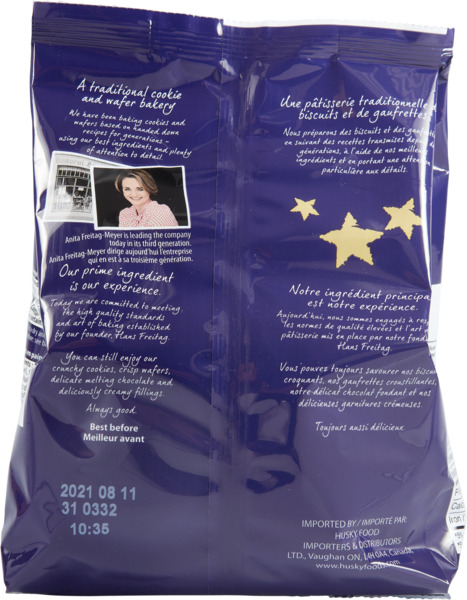 A traditional cookie
and wafer bakery
We have been baking cookies and
wafers based on handed down
recipes for generations –
using our best ingredients and plenty
of attention to detail.
Anita Freitag-Meyer is leading the company
today in its third generation.
Anita Freitag-Meyer dirige aujourd'hui l'entreprise
qui en est à sa troisième génération.
Our prime ingredient
is our experience.
Today we are committed to meeting
the high quality standards
and art of baking established
by our founder, Hans Freitag.
You can still enjoy our
crunchy cookies, crisp wafers,
delicate melting chocolate and
deliciously creamy fillings.
Always good.
Best before
Meilleur avant
2021 08 11
31 0332
10:35
Une pâtisserie traditionnelle d
biscuits et de gaufrettes
Nous préparons des biscuits et des gaufrett
en suivant des recettes transmises depuis
générations, à l'aide de nos meilleurs
ingrédients et en portant une attention
particulière aux détails.
Notre ingrédient principal
est notre expérience.
Aujourd'hui, nous sommes engagés à resp
les normes de qualité élevées et l'art
pâtisserie mis en place par notre fonda
Hans Freitag.
Vous pouvez toujours savourer nos biscui
croquants, nos gaufrettes croustillantes,
notre délicat chocolat fondant et nos
délicieuses garnitures crémeuses.
Toujours aussi délicieux
IMPORTED BY / IMPORTÉ PAR:
HUSKY FOOD
IMPORTERS & DISTRIBUTORS
LTD., Vaughan ON, L4H0A4 Canada,
www.huskyfoods.com